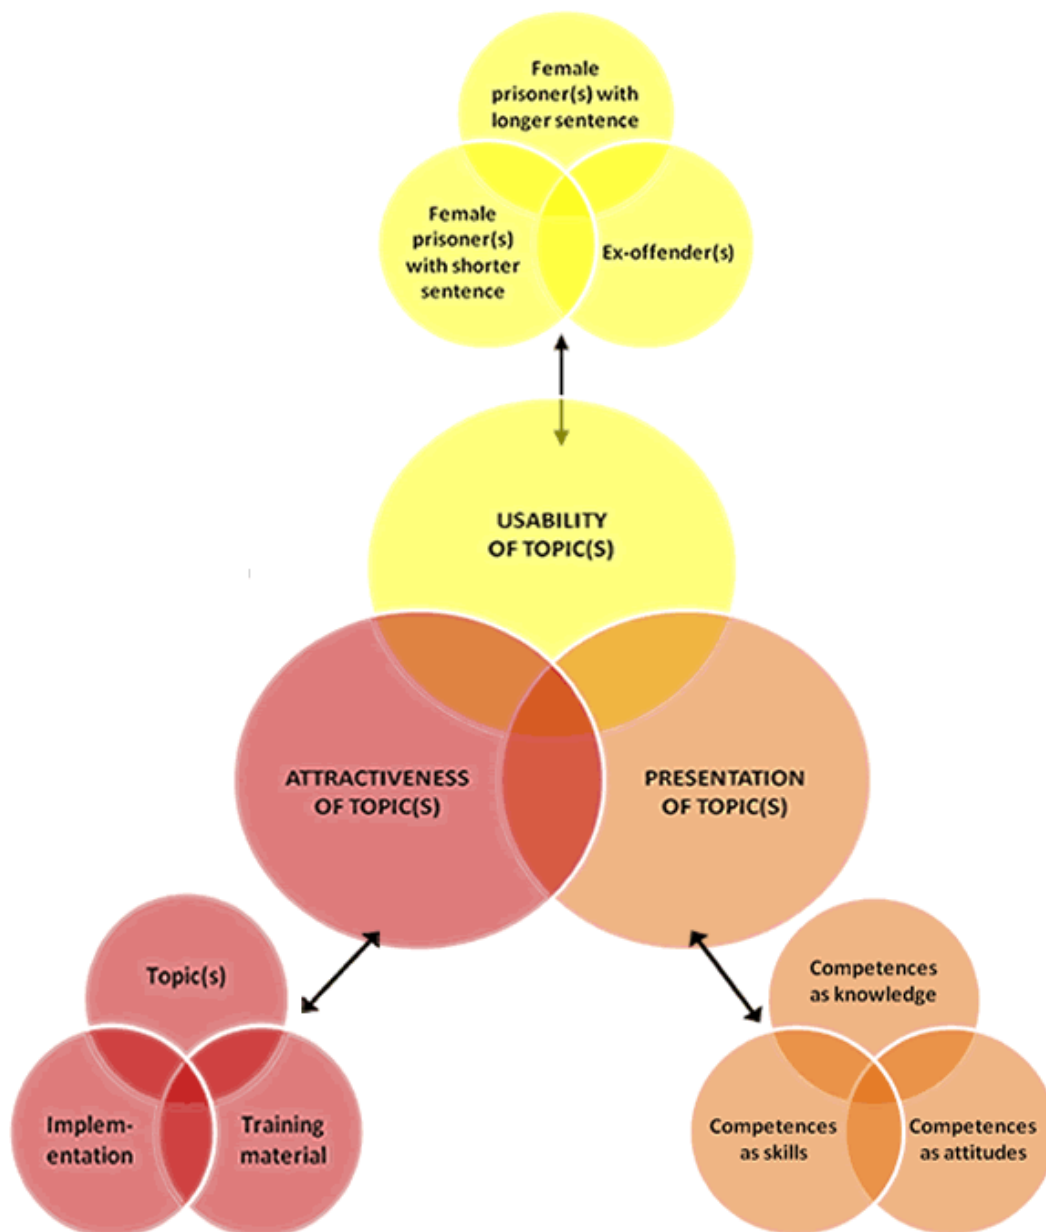 Female
prisoner(s) with
longer sentence
Female
prisoner(s)
with shorter
sentence
Ex-offender(s)
USABILITY
OF TOPIC(S)
ATTRACTIVENESS
OF TOPIC(S)
PRESENTATION
OF TOPIC(S)
Topic(s)
Implem-
entation
Training
material
Competences
as knowledge
Competences
as skills
Competences
as attitudes